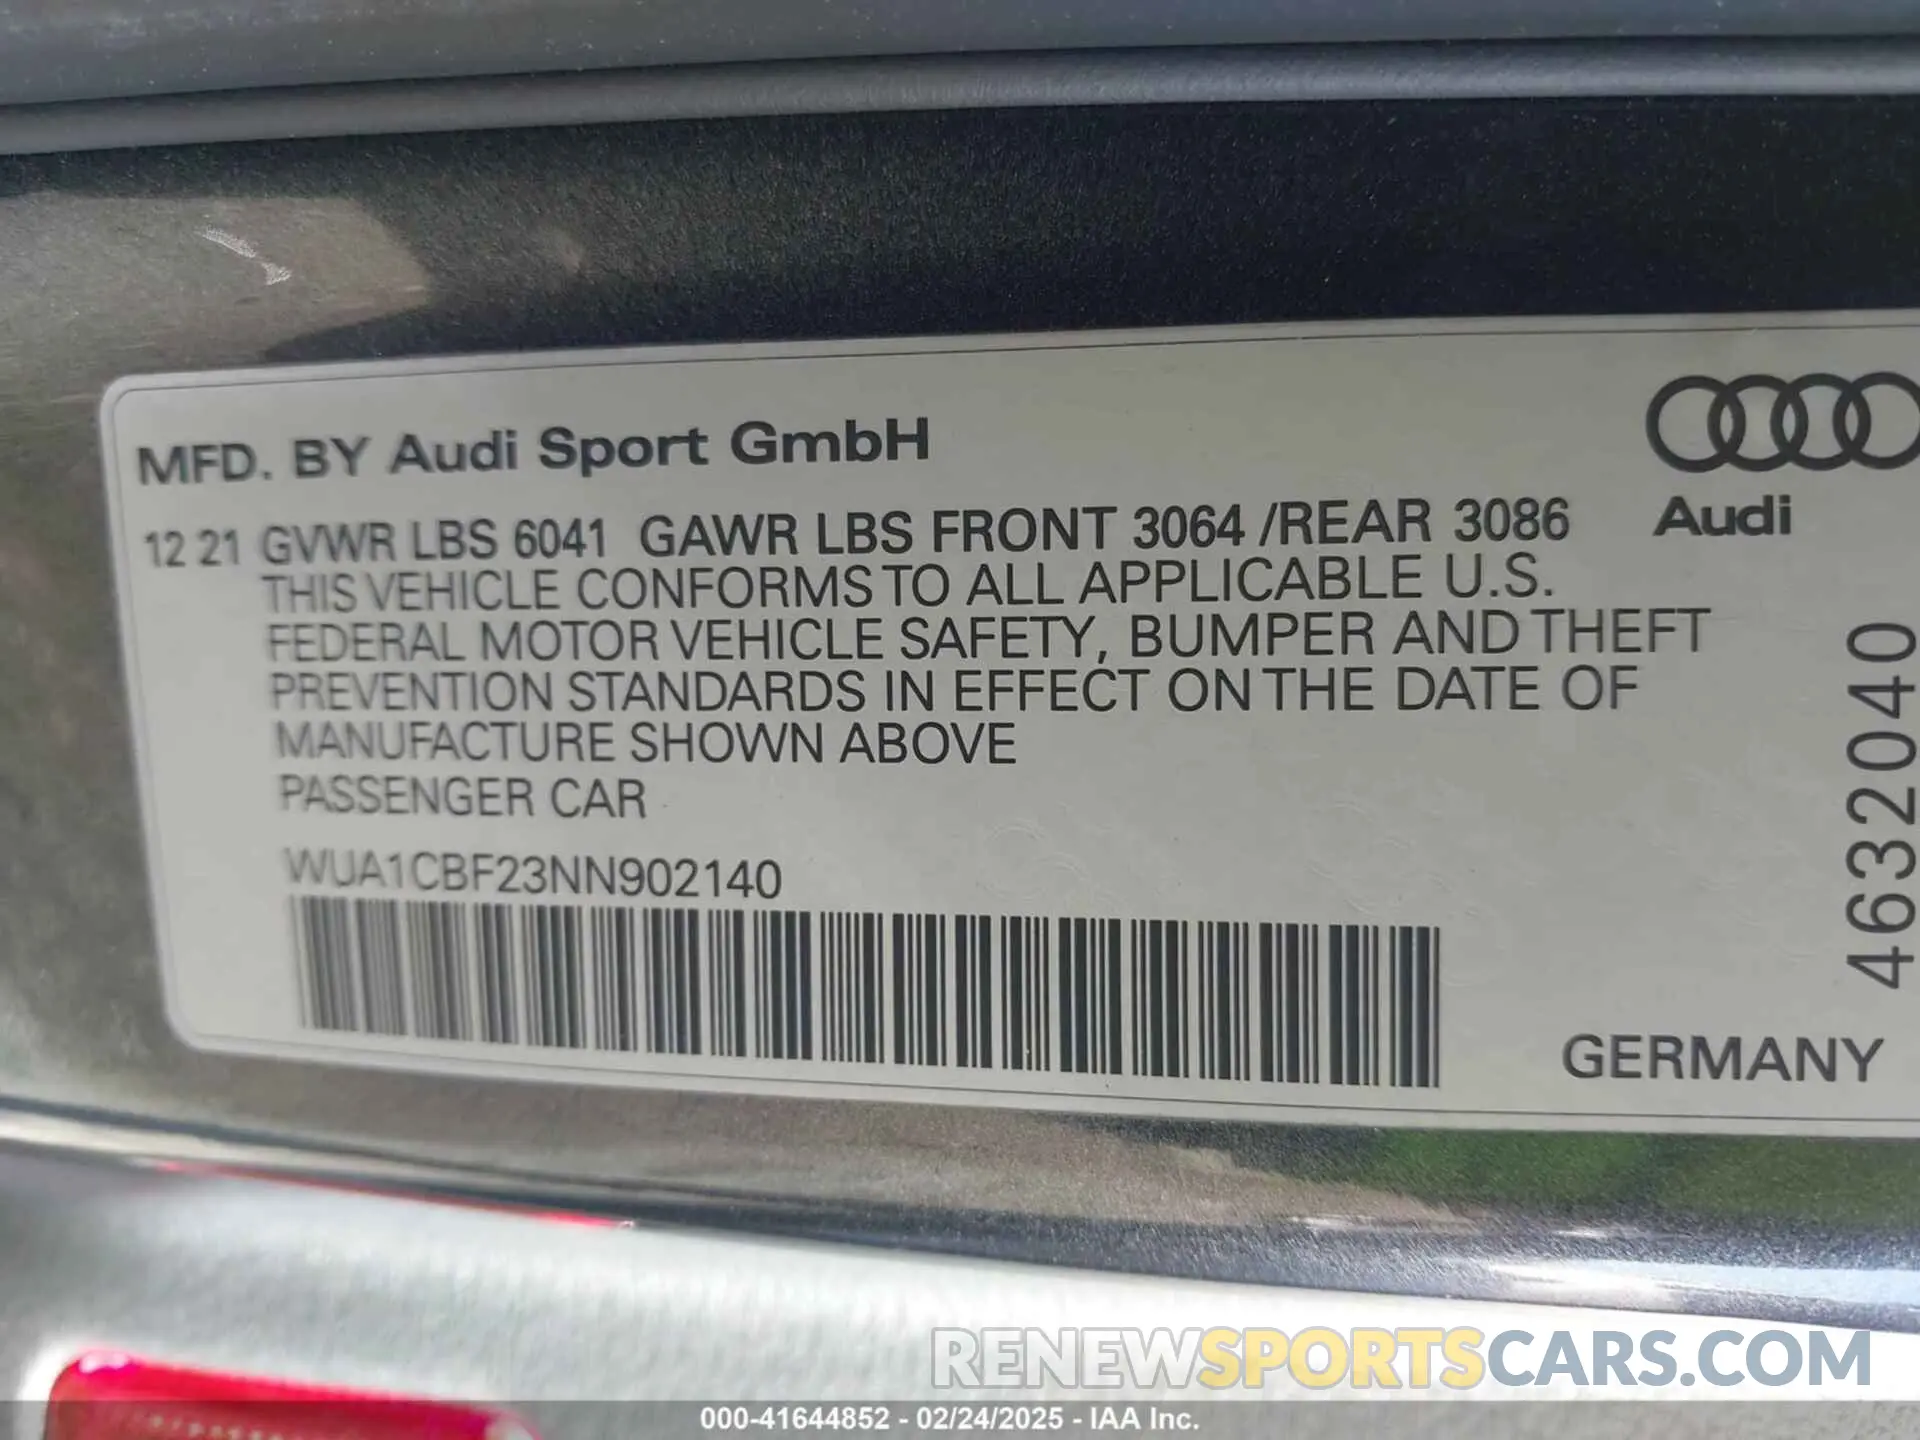 MFD. BY Audi Sport GmbH
Audi
12 21 GVWR LBS 6041 GAWR LBS FRONT 3064 /REAR 3086
THIS VEHICLE CONFORMS TO ALL APPLICABLE U.S.
FEDERAL MOTOR VEHICLE SAFETY, BUMPER AND THEFT
PREVENTION STANDARDS IN EFFECT ON THE DATE OF
MANUFACTURE SHOWN ABOVE
PASSENGER CAR
WUA1CBF23NN902140
4632040
GERMANY
RENEWSPORTSCARS.COM
000-41644852 - 02/24/2025 - IAA Inc.